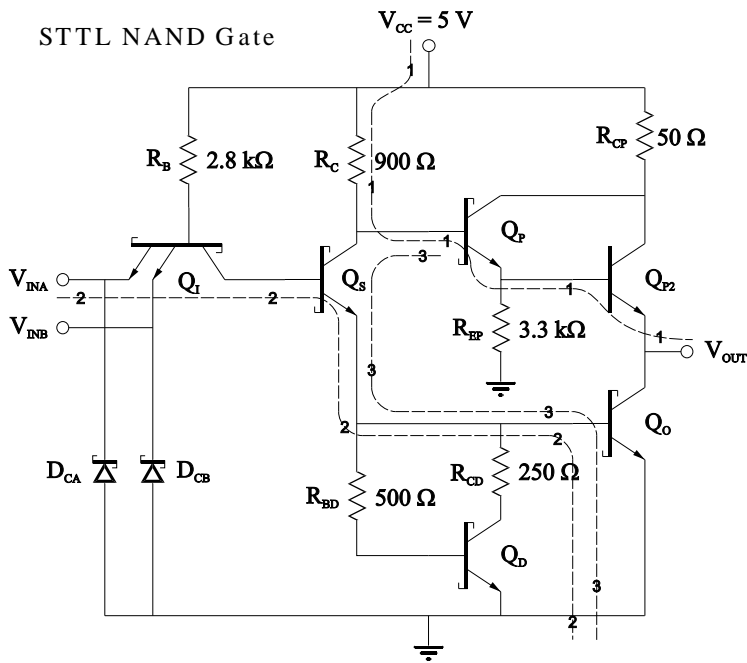 STTL NAND Gate
V_CC = 5 V
1
R_B 2.8 kΩ
R_C 900 Ω
R_CP 50 Ω
1
Q_P
1
3
V_INA
Q_I
Q_S
Q_P2
2 2
1
V_INB
R_EP 3.3 kΩ
1
V_OUT
3
3
2
2
Q_O
D_CA
D_CB
R_BD 500 Ω
R_CD 250 Ω
Q_D
3
2